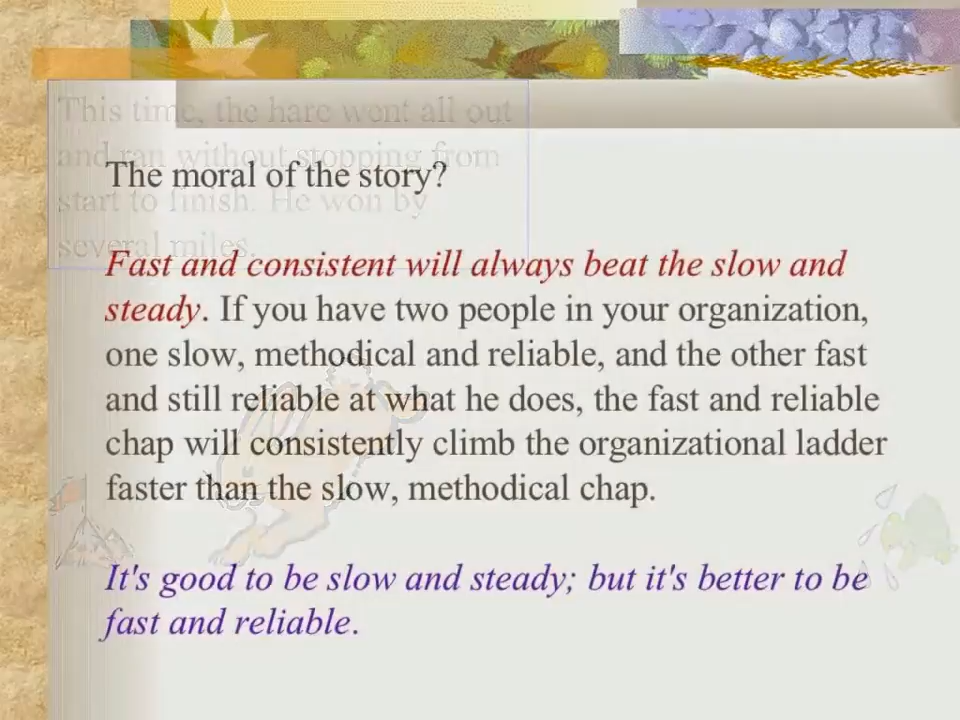 This time, the hare went all out
and ran without stopping from
start to finish. He won by
several miles.
The moral of the story?
Fast and consistent will always beat the slow and
steady. If you have two people in your organization,
one slow, methodical and reliable, and the other fast
and still reliable at what he does, the fast and reliable
chap will consistently climb the organizational ladder
faster than the slow, methodical chap.
It's good to be slow and steady; but it's better to be
fast and reliable.